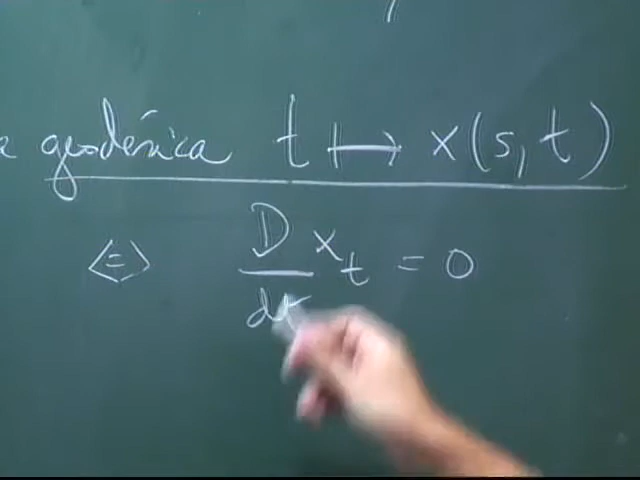 geodésica t ↦ x(s, t)
⇔ D/dt x_t = 0